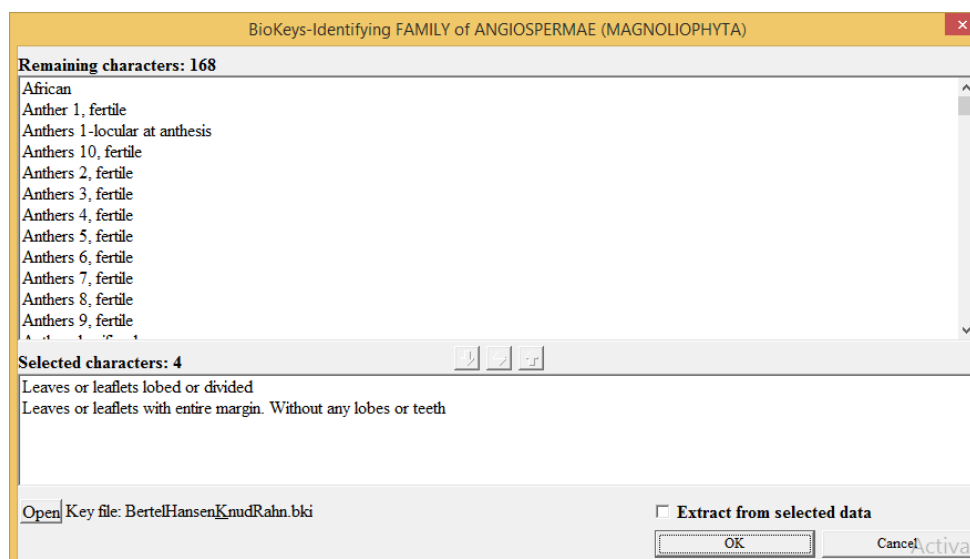 BioKeys-Identifying FAMILY of ANGIOSPERMAE (MAGNOLIOPHYTA)
Remaining characters: 168
African
Anther 1, fertile
Anthers 1-locular at anthesis
Anthers 10, fertile
Anthers 2, fertile
Anthers 3, fertile
Anthers 4, fertile
Anthers 5, fertile
Anthers 6, fertile
Anthers 7, fertile
Anthers 8, fertile
Anthers 9, fertile
Selected characters: 4
Leaves or leaflets lobed or divided
Leaves or leaflets with entire margin. Without any lobes or teeth
Open Key file: BertelHansenKnudRahn.bki
Extract from selected data
OK Cancel
Activa